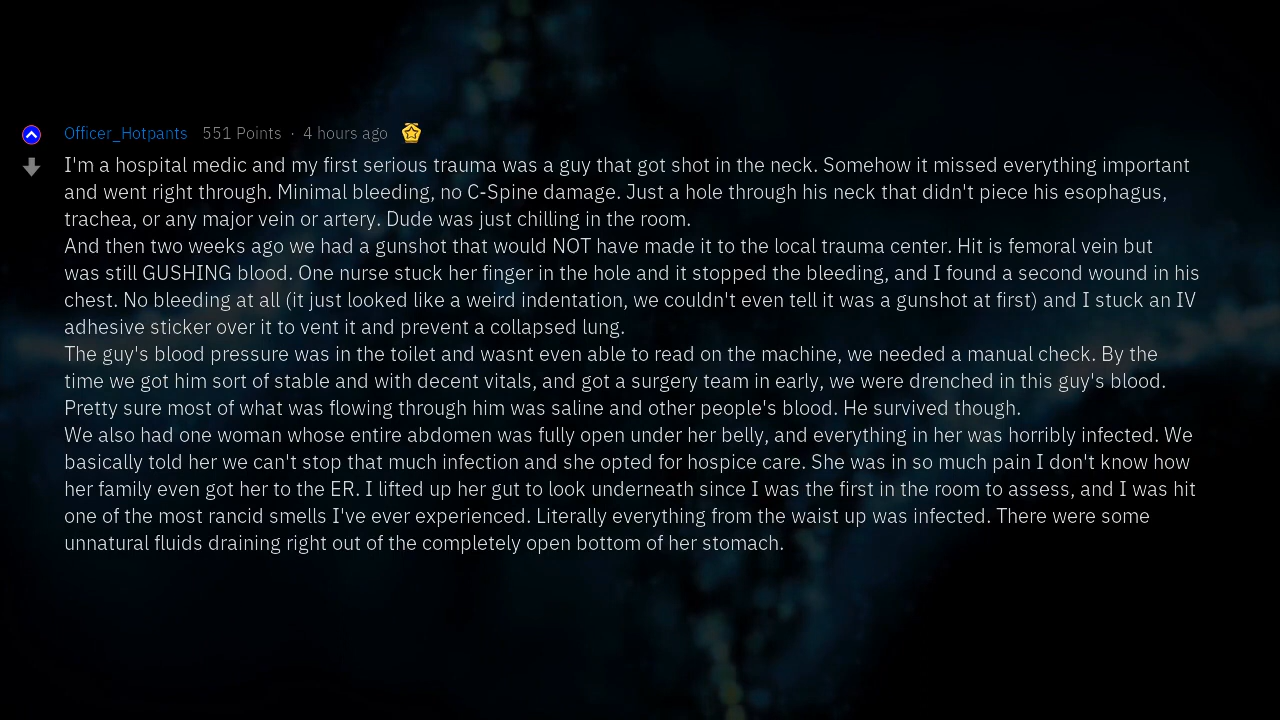 Officer_Hotpants 551 Points · 4 hours ago
I'm a hospital medic and my first serious trauma was a guy that got shot in the neck. Somehow it missed everything important
and went right through. Minimal bleeding, no C-Spine damage. Just a hole through his neck that didn't piece his esophagus,
trachea, or any major vein or artery. Dude was just chilling in the room.
And then two weeks ago we had a gunshot that would NOT have made it to the local trauma center. Hit is femoral vein but
was still GUSHING blood. One nurse stuck her finger in the hole and it stopped the bleeding, and I found a second wound in his
chest. No bleeding at all (it just looked like a weird indentation, we couldn't even tell it was a gunshot at first) and I stuck an IV
adhesive sticker over it to vent it and prevent a collapsed lung.
The guy's blood pressure was in the toilet and wasnt even able to read on the machine, we needed a manual check. By the
time we got him sort of stable and with decent vitals, and got a surgery team in early, we were drenched in this guy's blood.
Pretty sure most of what was flowing through him was saline and other people's blood. He survived though.
We also had one woman whose entire abdomen was fully open under her belly, and everything in her was horribly infected. We
basically told her we can't stop that much infection and she opted for hospice care. She was in so much pain I don't know how
her family even got her to the ER. I lifted up her gut to look underneath since I was the first in the room to assess, and I was hit
one of the most rancid smells I've ever experienced. Literally everything from the waist up was infected. There were some
unnatural fluids draining right out of the completely open bottom of her stomach.